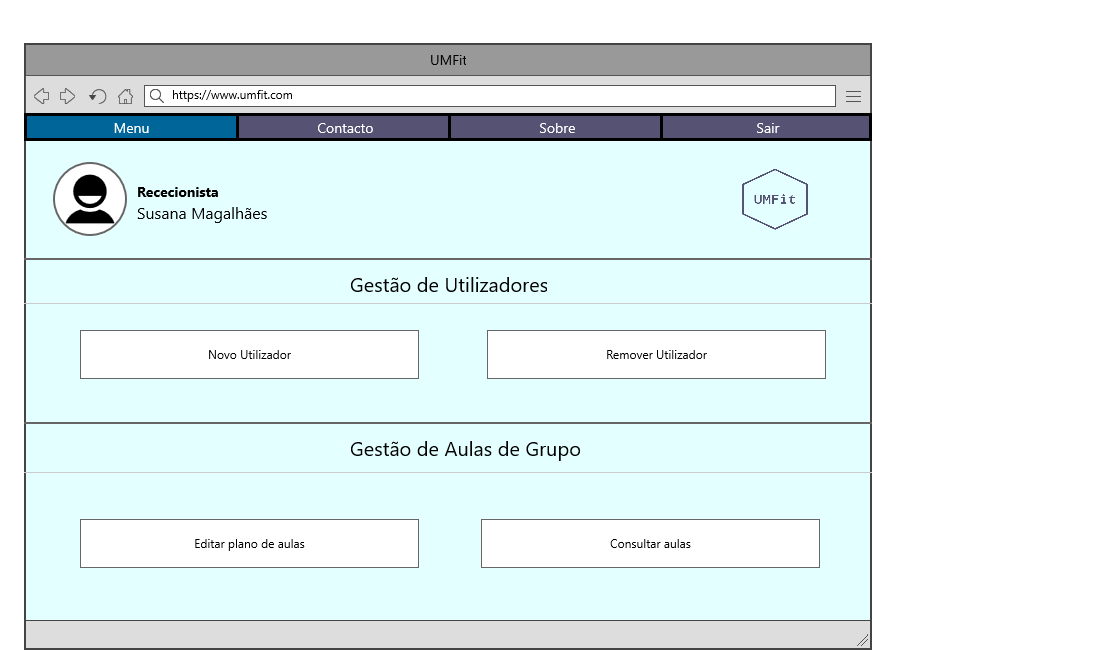 UMFit
https://www.umfit.com
Menu Contacto Sobre Sair
Rececionista
Susana Magalhães
UMFit
Gestão de Utilizadores
Novo Utilizador Remover Utilizador
Gestão de Aulas de Grupo
Editar plano de aulas Consultar aulas